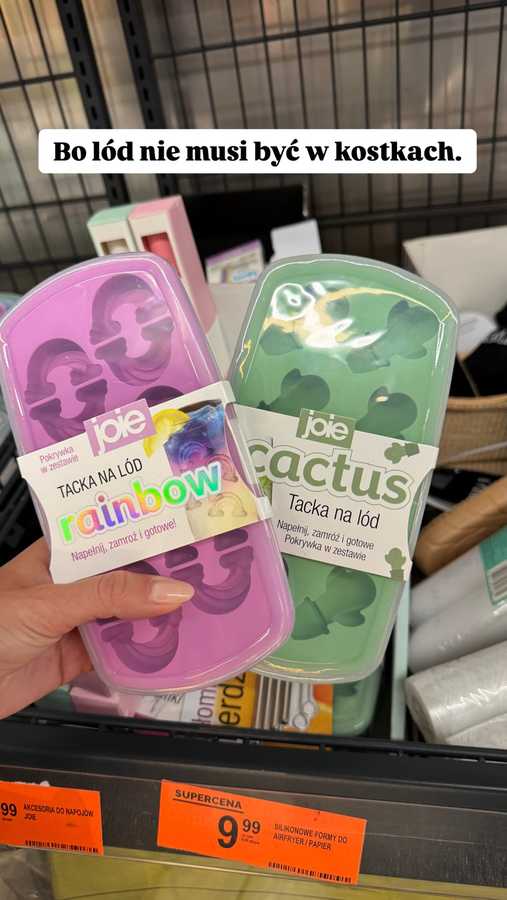 Bo lód nie musi być w kostkach.
joie
Pokrywka
w zestawie
TACKA NA LÓD
rainbow
Napełnij, zamroź i gotowe!
joie
cactus
Tacka na lód
Napełnij, zamroź i gotowe
Pokrywka w zestawie
99
AKCESORIA DO NAPOJÓW
JOIE
SUPERCENA
9 99
SILIKONOWE FORMY DO
AIRFRYER / PAPIER